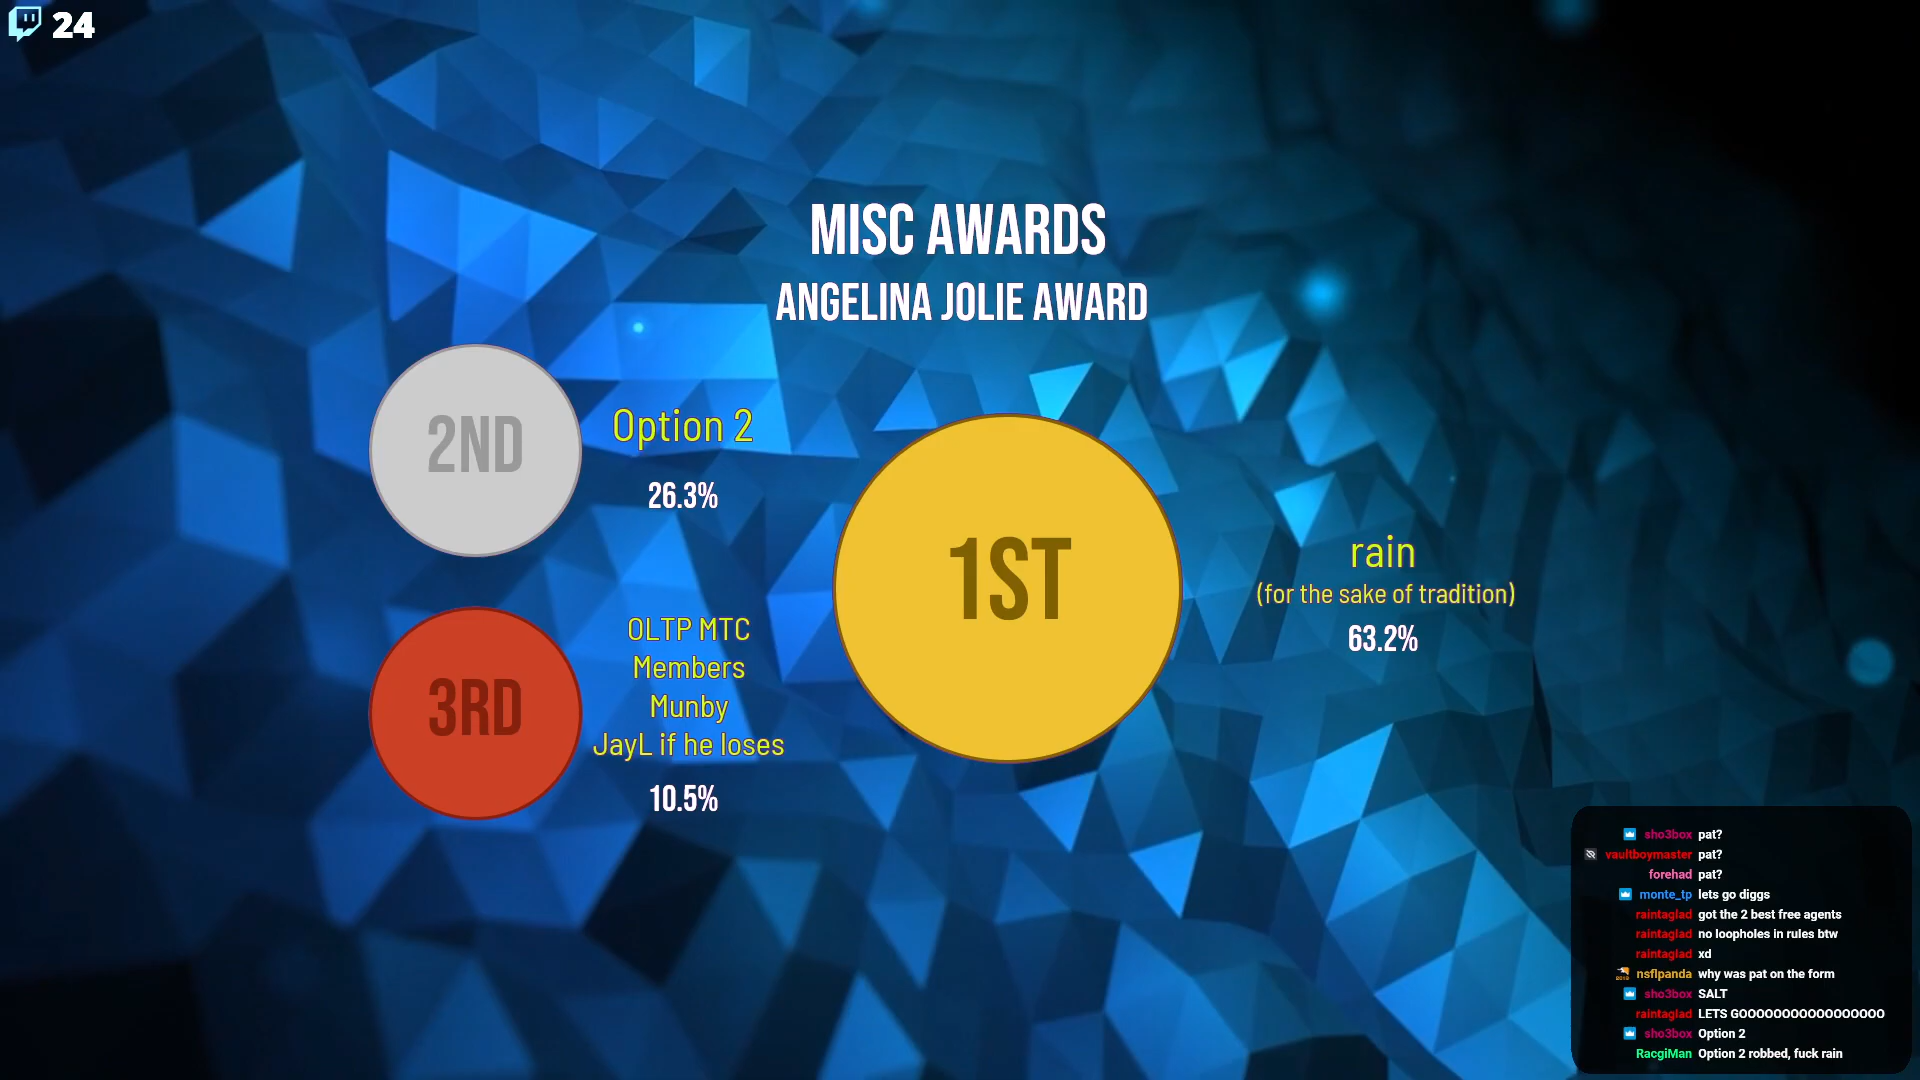 24
MISC AWARDS
ANGELINA JOLIE AWARD
2ND
Option 2
26.3%
3RD
OLTP MTC
Members
Munby
JayL if he loses
10.5%
1ST
rain
(for the sake of tradition)
63.2%
sho3box pat?
vaultboymaster pat?
forehad pat?
monte_tp lets go diggs
raintaglad got the 2 best free agents
raintaglad no loopholes in rules btw
raintaglad xd
nsflpanda why was pat on the form
sho3box SALT
raintaglad LETS GOOOOOOOOOOOOOOOOO
sho3box Option 2
RacgiMan Option 2 robbed, fuck rain